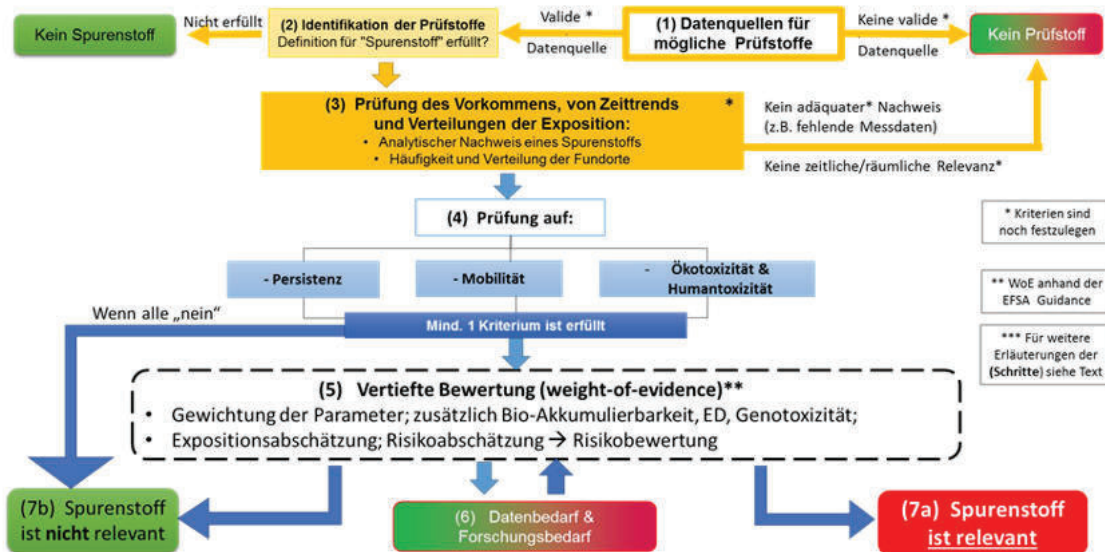 Kein Spurenstoff
Nicht erfüllt
(2) Identifikation der Prüfstoffe
Definition für "Spurenstoff" erfüllt?
Valide *
Datenquelle
(1) Datenquellen für
mögliche Prüfstoffe
Keine valide *
Datenquelle
Kein Prüfstoff
(3) Prüfung des Vorkommens, von Zeittrends *
und Verteilungen der Exposition:
• Analytischer Nachweis eines Spurenstoffs
• Häufigkeit und Verteilung der Fundorte
Kein adäquater* Nachweis
(z.B. fehlende Messdaten)
Keine zeitliche/räumliche Relevanz*
(4) Prüfung auf:
- Persistenz
- Mobilität
- Ökotoxizität &
Humantoxizität
* Kriterien sind
noch festzulegen
** WoE anhand der
EFSA Guidance
*** Für weitere
Erläuterungen der
(Schritte) siehe Text
Wenn alle „nein"
Mind. 1 Kriterium ist erfüllt
(5) Vertiefte Bewertung (weight-of-evidence)**
• Gewichtung der Parameter; zusätzlich Bio-Akkumulierbarkeit, ED, Genotoxizität;
• Expositionsabschätzung; Risikoabschätzung → Risikobewertung
(7b) Spurenstoff
ist nicht relevant
(6) Datenbedarf &
Forschungsbedarf
(7a) Spurenstoff
ist relevant